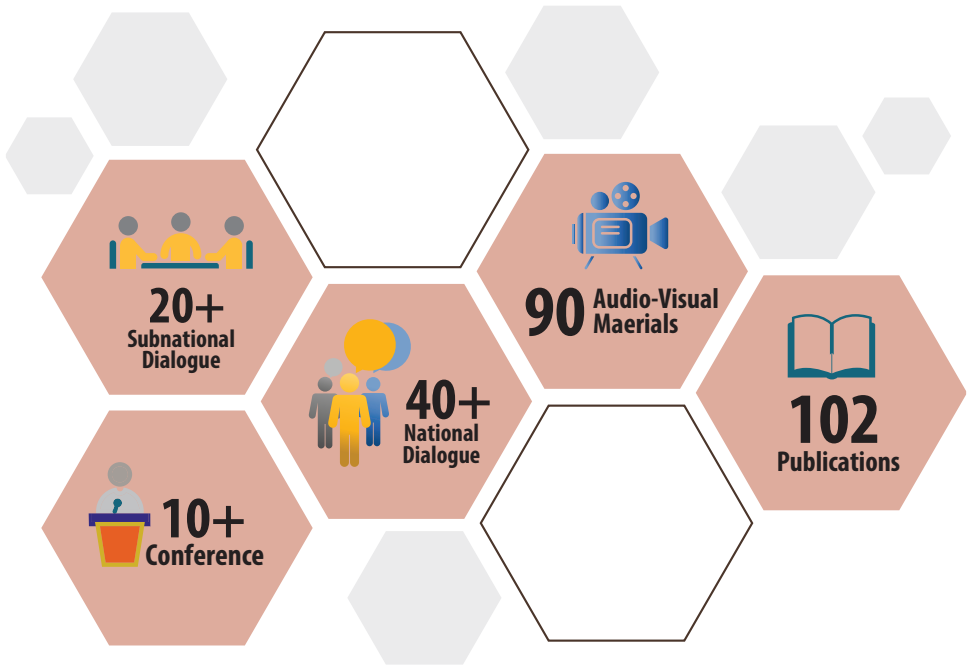 20+
Subnational
Dialogue
10+
Conference
40+
National
Dialogue
90 Audio-Visual
Maerials
102
Publications